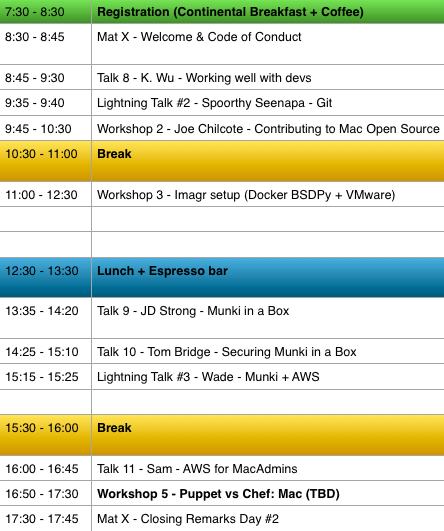 7:30 - 8:30 Registration (Continental Breakfast + Coffee)
8:30 - 8:45 Mat X - Welcome & Code of Conduct
8:45 - 9:30 Talk 8 - K. Wu - Working well with devs
9:35 - 9:40 Lightning Talk #2 - Spoorthy Seenapa - Git
9:45 - 10:30 Workshop 2 - Joe Chilcote - Contributing to Mac Open Source
10:30 - 11:00 Break
11:00 - 12:30 Workshop 3 - Imagr setup (Docker BSDPy + VMware)
12:30 - 13:30 Lunch + Espresso bar
13:35 - 14:20 Talk 9 - JD Strong - Munki in a Box
14:25 - 15:10 Talk 10 - Tom Bridge - Securing Munki in a Box
15:15 - 15:25 Lightning Talk #3 - Wade - Munki + AWS
15:30 - 16:00 Break
16:00 - 16:45 Talk 11 - Sam - AWS for MacAdmins
16:50 - 17:30 Workshop 5 - Puppet vs Chef: Mac (TBD)
17:30 - 17:45 Mat X - Closing Remarks Day #2